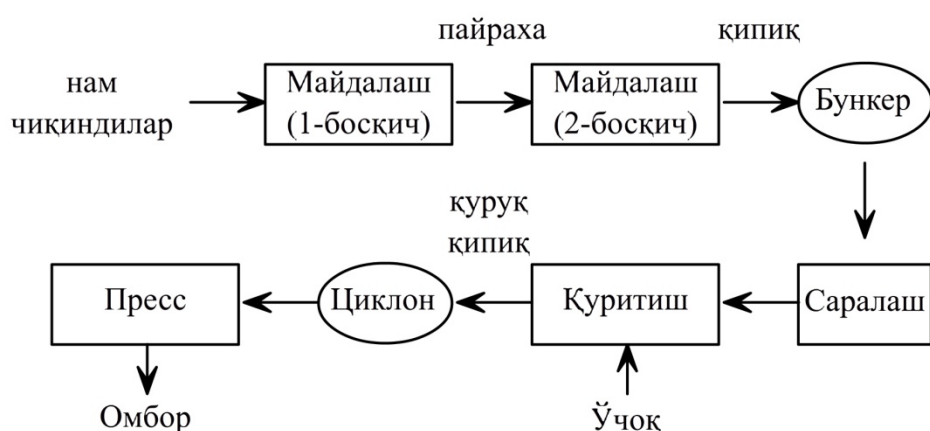 пайраха
қипиқ
нам
чиқиндилар
Майдалаш
(1-босқич)
Майдалаш
(2-босқич)
Бункер
қуруқ
қипиқ
Пресс
Циклон
Қуритиш
Саралаш
Омбор
Ўчоқ